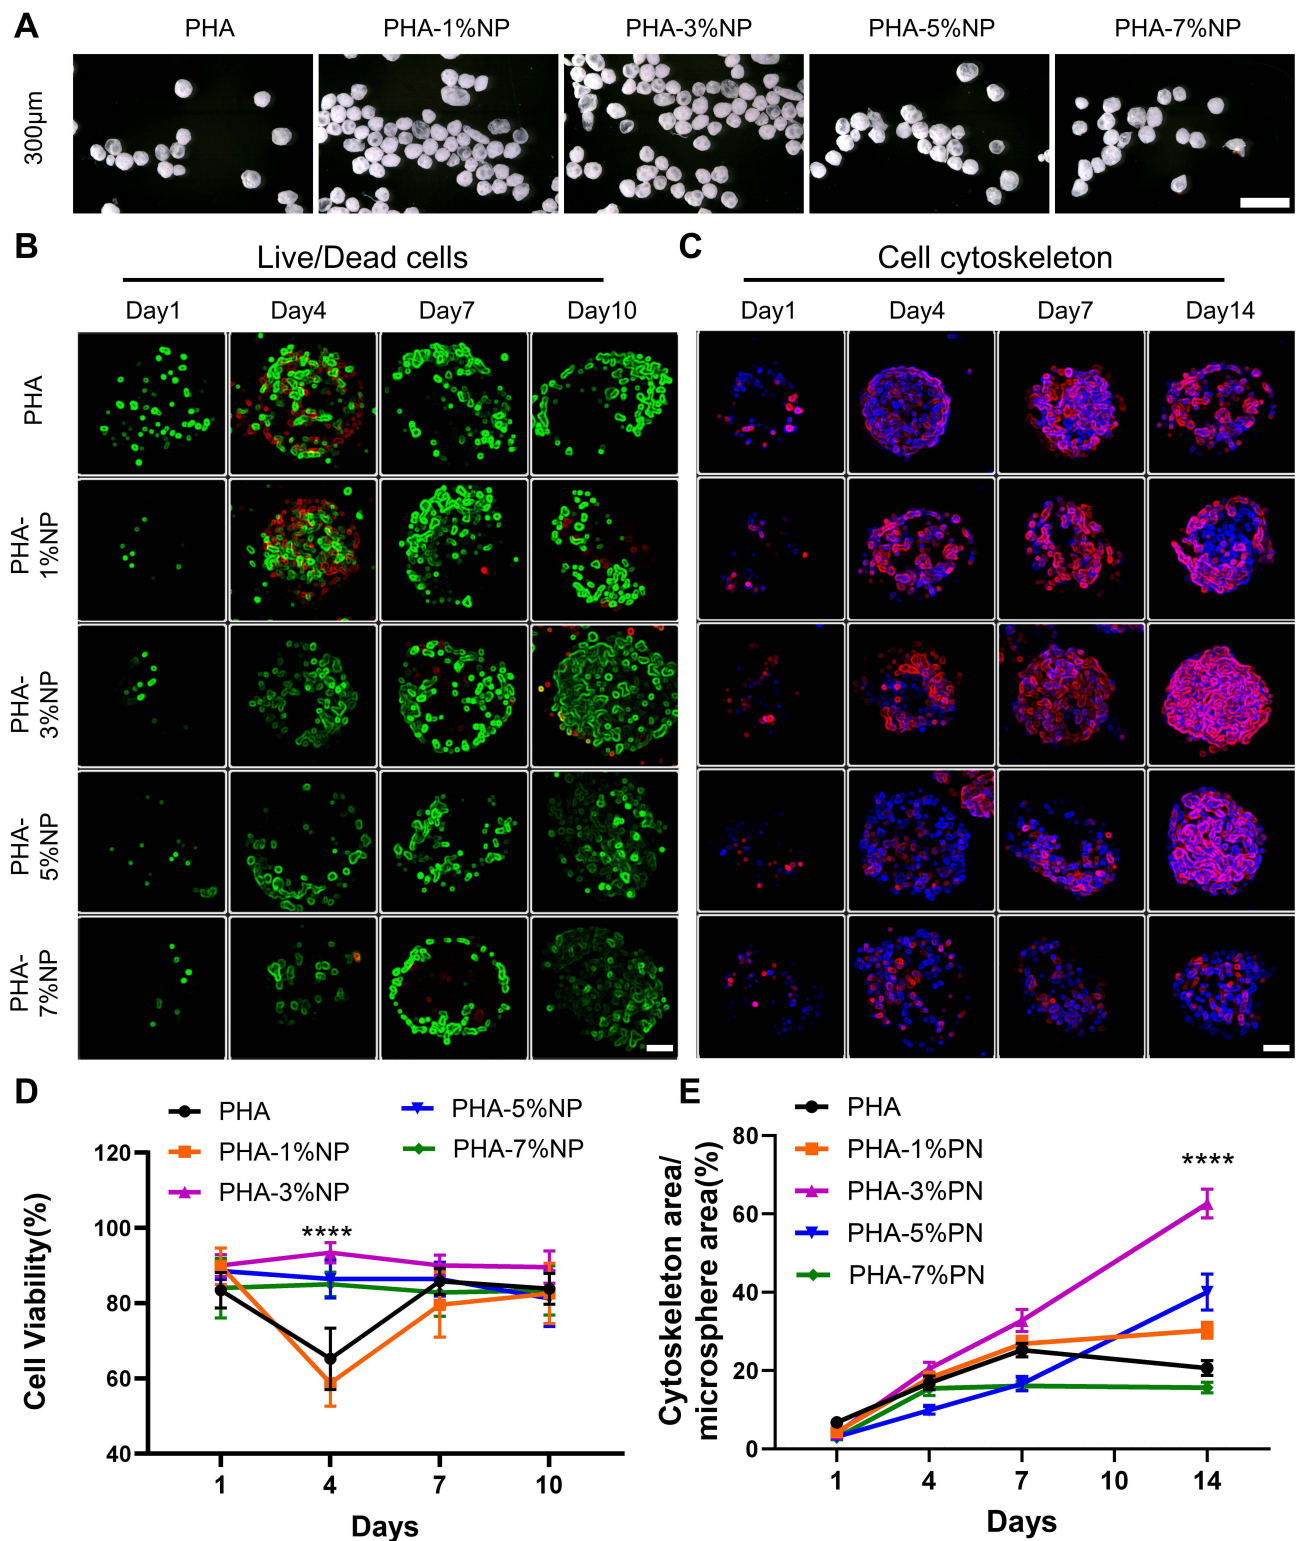 A
PHA
PHA-1%NP
PHA-3%NP
PHA-5%NP
PHA-7%NP
300μm
B
Live/Dead cells
Day1
Day4
Day7
Day10
PHA
PHA-
1%NP
PHA-
3%NP
PHA-
5%NP
PHA-
7%NP
C
Cell cytoskeleton
Day1
Day4
Day7
Day14
D
PHA
PHA-1%NP
PHA-3%NP
PHA-5%NP
PHA-7%NP
****
Cell Viability(%)
120
100
80
60
40
1
4
7
10
Days
E
PHA
PHA-1%PN
PHA-3%PN
PHA-5%PN
PHA-7%PN
****
Cytoskeleton area/
microsphere area(%)
80
60
40
20
0
1
4
7
10
14
Days